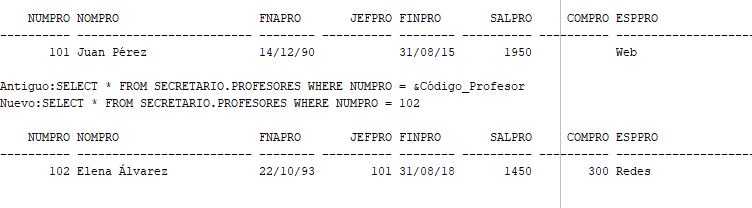 NUMPRO NOMPRO FNAPRO JEFPRO FINPRO SALPRO COMPRO ESPPRO
---------- ------------------------- -------- ---------- -------- ---------- ---------- --------------------
101 Juan Pérez 14/12/90 31/08/15 1950 Web
Antiguo:SELECT * FROM SECRETARIO.PROFESORES WHERE NUMPRO = &Código_Profesor
Nuevo:SELECT * FROM SECRETARIO.PROFESORES WHERE NUMPRO = 102
NUMPRO NOMPRO FNAPRO JEFPRO FINPRO SALPRO COMPRO ESPPRO
---------- ------------------------- -------- ---------- -------- ---------- ---------- --------------------
102 Elena Álvarez 22/10/93 101 31/08/18 1450 300 Redes